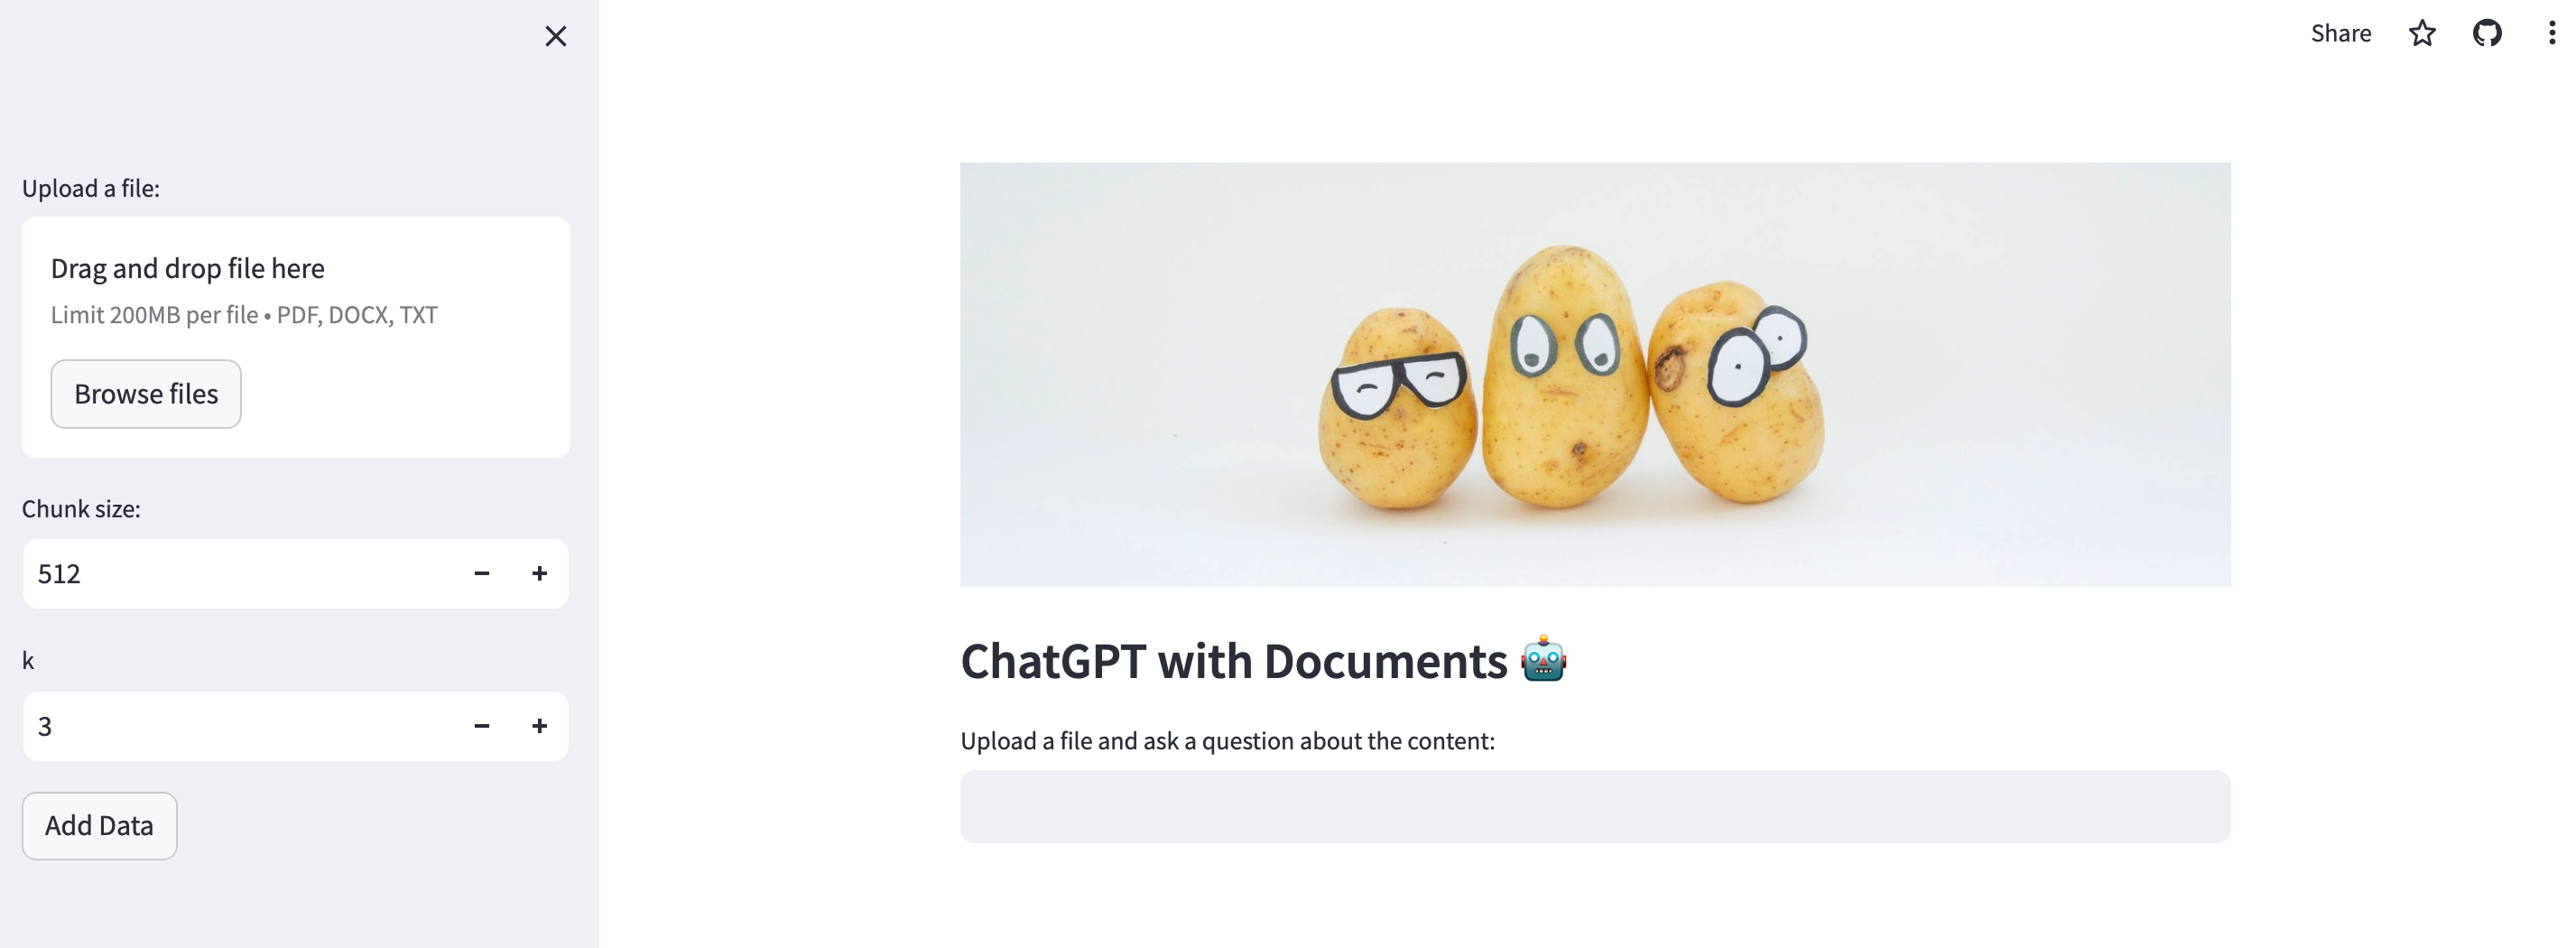 Share
Upload a file:
Drag and drop file here
Limit 200MB per file • PDF, DOCX, TXT
Browse files
Chunk size:
512
k
3
Add Data
ChatGPT with Documents 🤖
Upload a file and ask a question about the content: